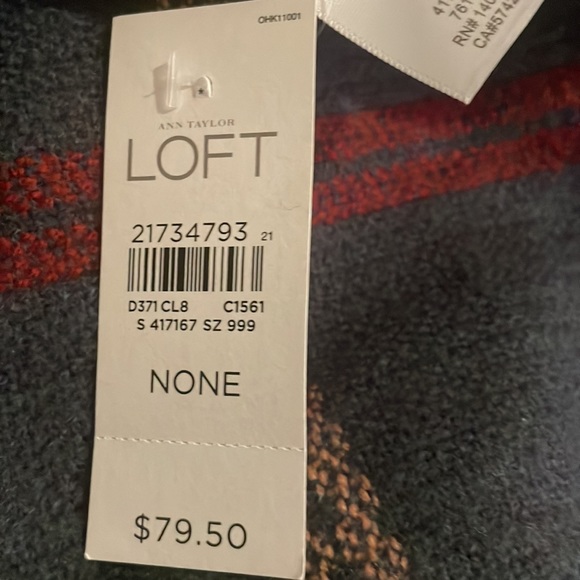 OHK11001
ANN TAYLOR
LOFT
21734793 21
D371 CL8 C1561
S 417167 SZ 999
NONE
$79.50